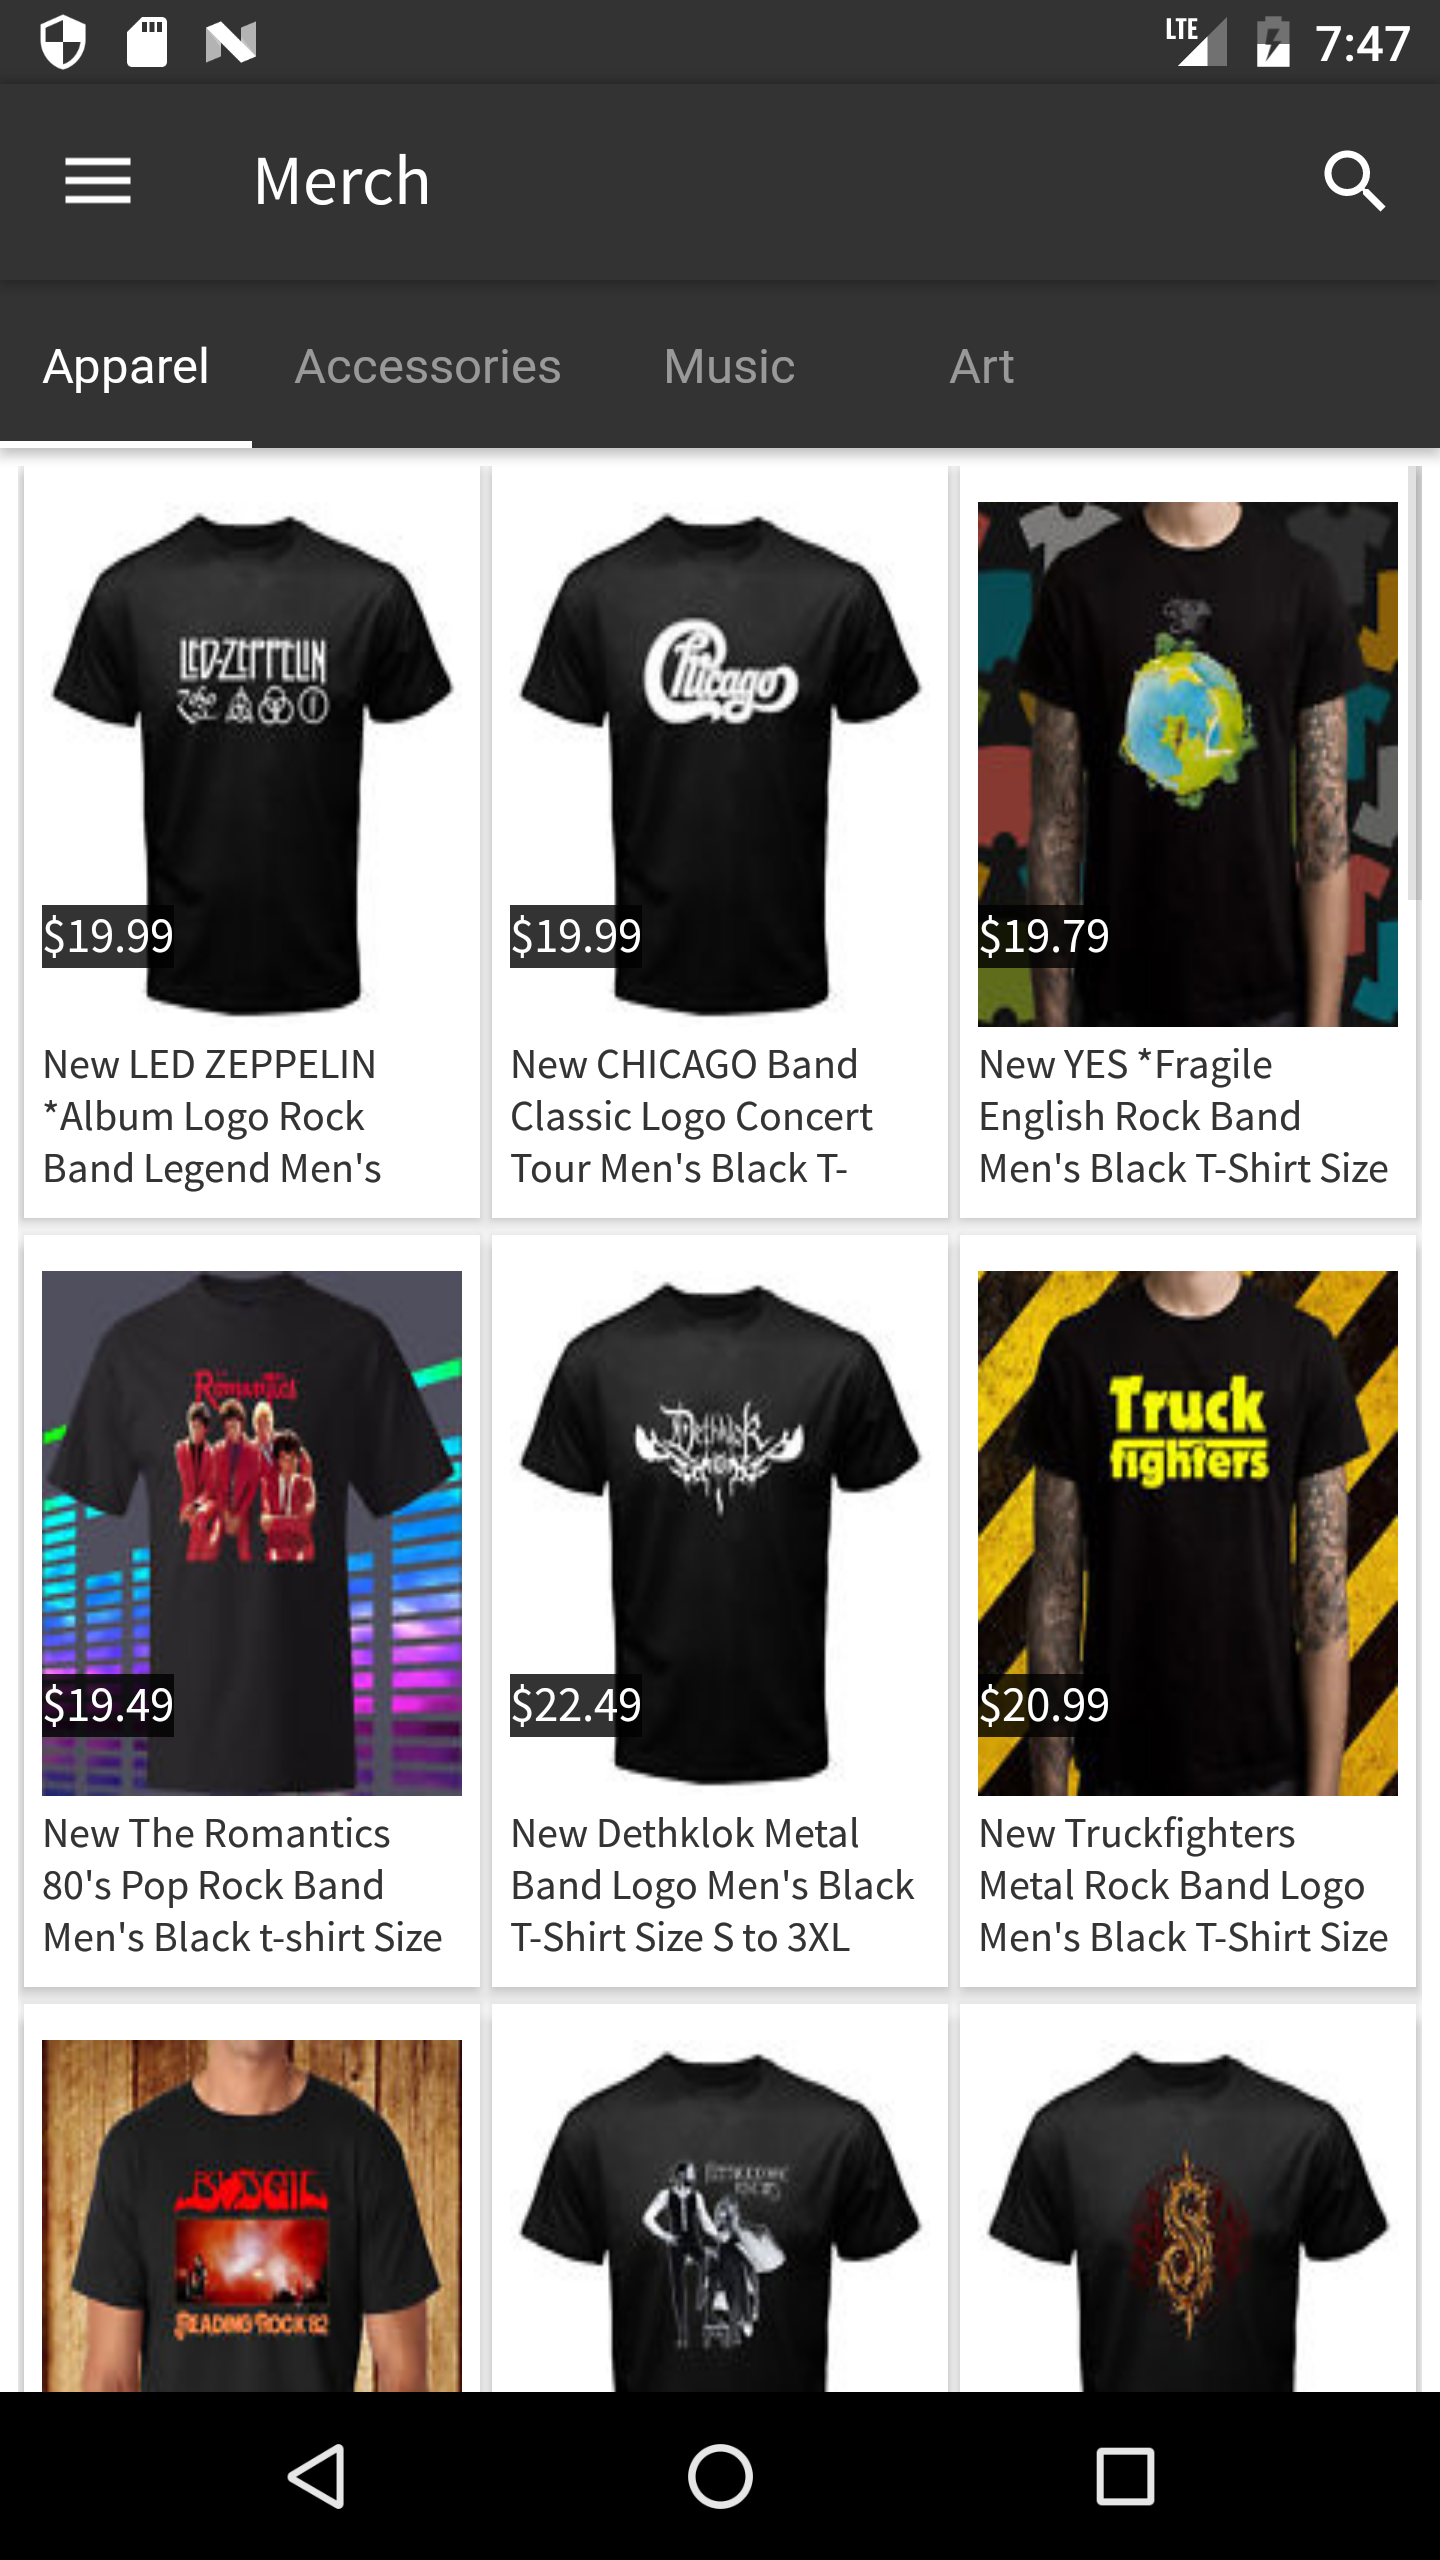 LTE 7:47
Merch
Apparel Accessories Music Art
LED-ZEPPELIN
Chicago
$19.99
$19.99
$19.79
New LED ZEPPELIN
*Album Logo Rock
Band Legend Men's
New CHICAGO Band
Classic Logo Concert
Tour Men's Black T-
New YES *Fragile
English Rock Band
Men's Black T-Shirt Size
Romantics
Dethklok
Truck
fighters
$19.49
$22.49
$20.99
New The Romantics
80's Pop Rock Band
Men's Black t-shirt Size
New Dethklok Metal
Band Logo Men's Black
T-Shirt Size S to 3XL
New Truckfighters
Metal Rock Band Logo
Men's Black T-Shirt Size
BUDGIE
READING ROCK 82